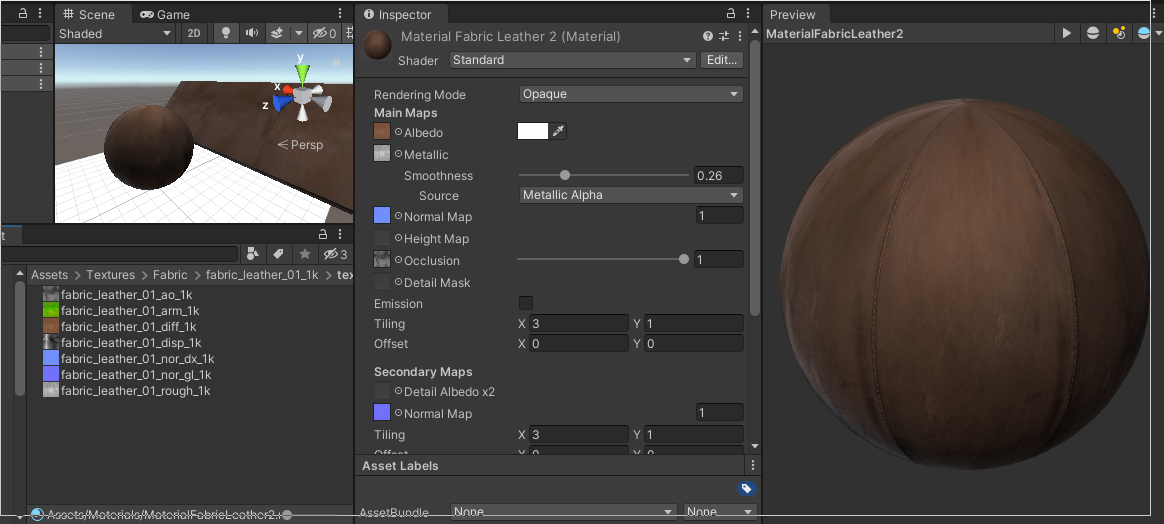 Scene
Game
Shaded
2D
0
y
x
z
Persp
3
Assets > Textures > Fabric > fabric_leather_01_1k > te
fabric_leather_01_ao_1k
fabric_leather_01_arm_1k
fabric_leather_01_diff_1k
fabric_leather_01_disp_1k
fabric_leather_01_nor_dx_1k
fabric_leather_01_nor_gl_1k
fabric_leather_01_rough_1k
Assets/Materials/MaterialFabricLeather2.
Inspector
Material Fabric Leather 2 (Material)
Shader Standard Edit...
Rendering Mode Opaque
Main Maps
Albedo
Metallic
Smoothness 0.26
Source Metallic Alpha
Normal Map 1
Height Map
Occlusion 1
Detail Mask
Emission
Tiling X 3 Y 1
Offset X 0 Y 0
Secondary Maps
Detail Albedo x2
Normal Map 1
Tiling X 3 Y 1
Offset X 0 Y 0
Asset Labels
AssetBundle None None
Preview
MaterialFabricLeather2